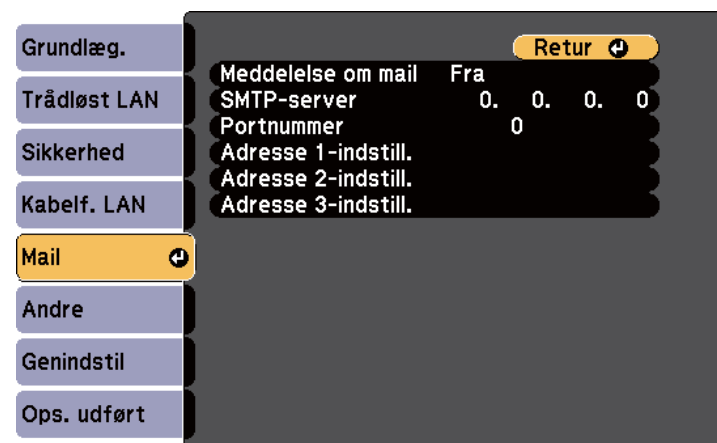 Grundlæg.
Trådløst LAN
Sikkerhed
Kabelf. LAN
Mail
Andre
Genindstil
Ops. udført
Retur
Meddelelse om mail Fra
SMTP-server 0. 0. 0. 0
Portnummer 0
Adresse 1-indstill.
Adresse 2-indstill.
Adresse 3-indstill.